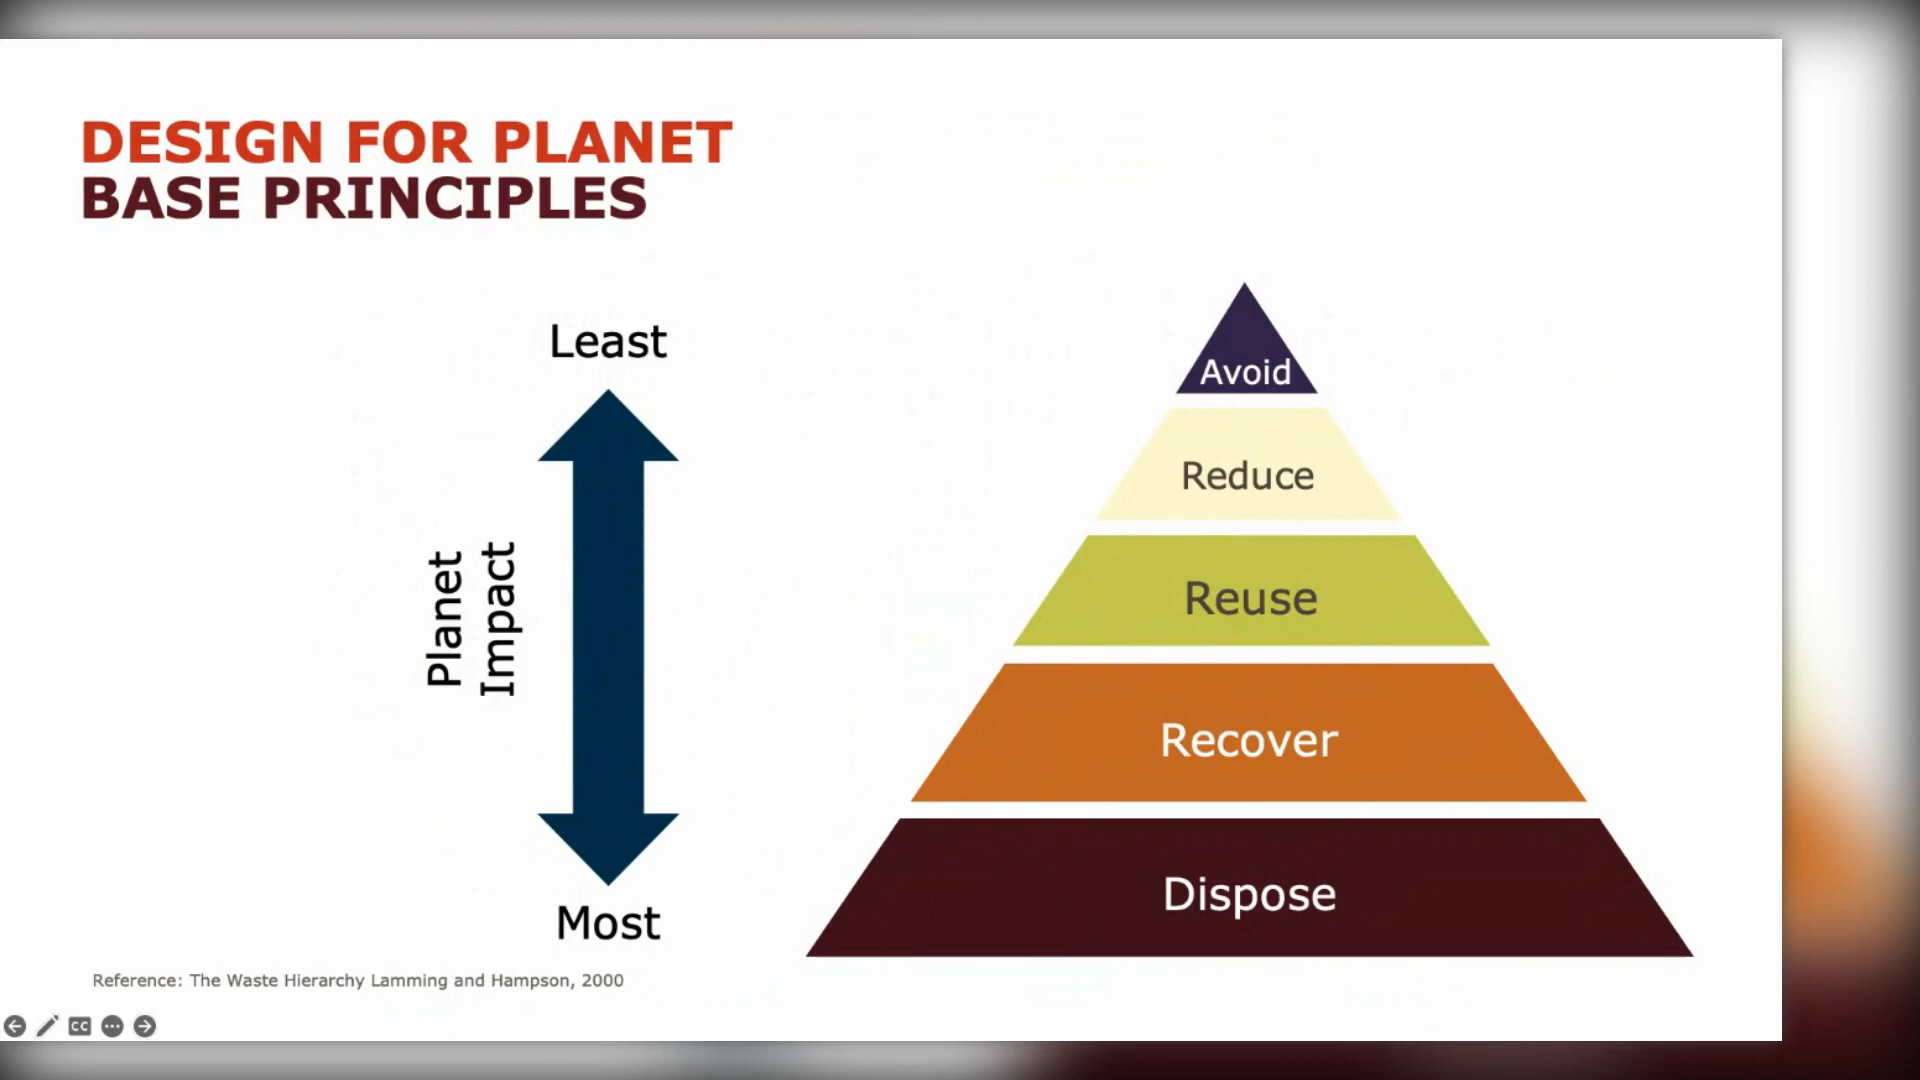 DESIGN FOR PLANET
BASE PRINCIPLES
Least
Planet
Impact
Most
Avoid
Reduce
Reuse
Recover
Dispose
Reference: The Waste Hierarchy Lamming and Hampson, 2000
CC